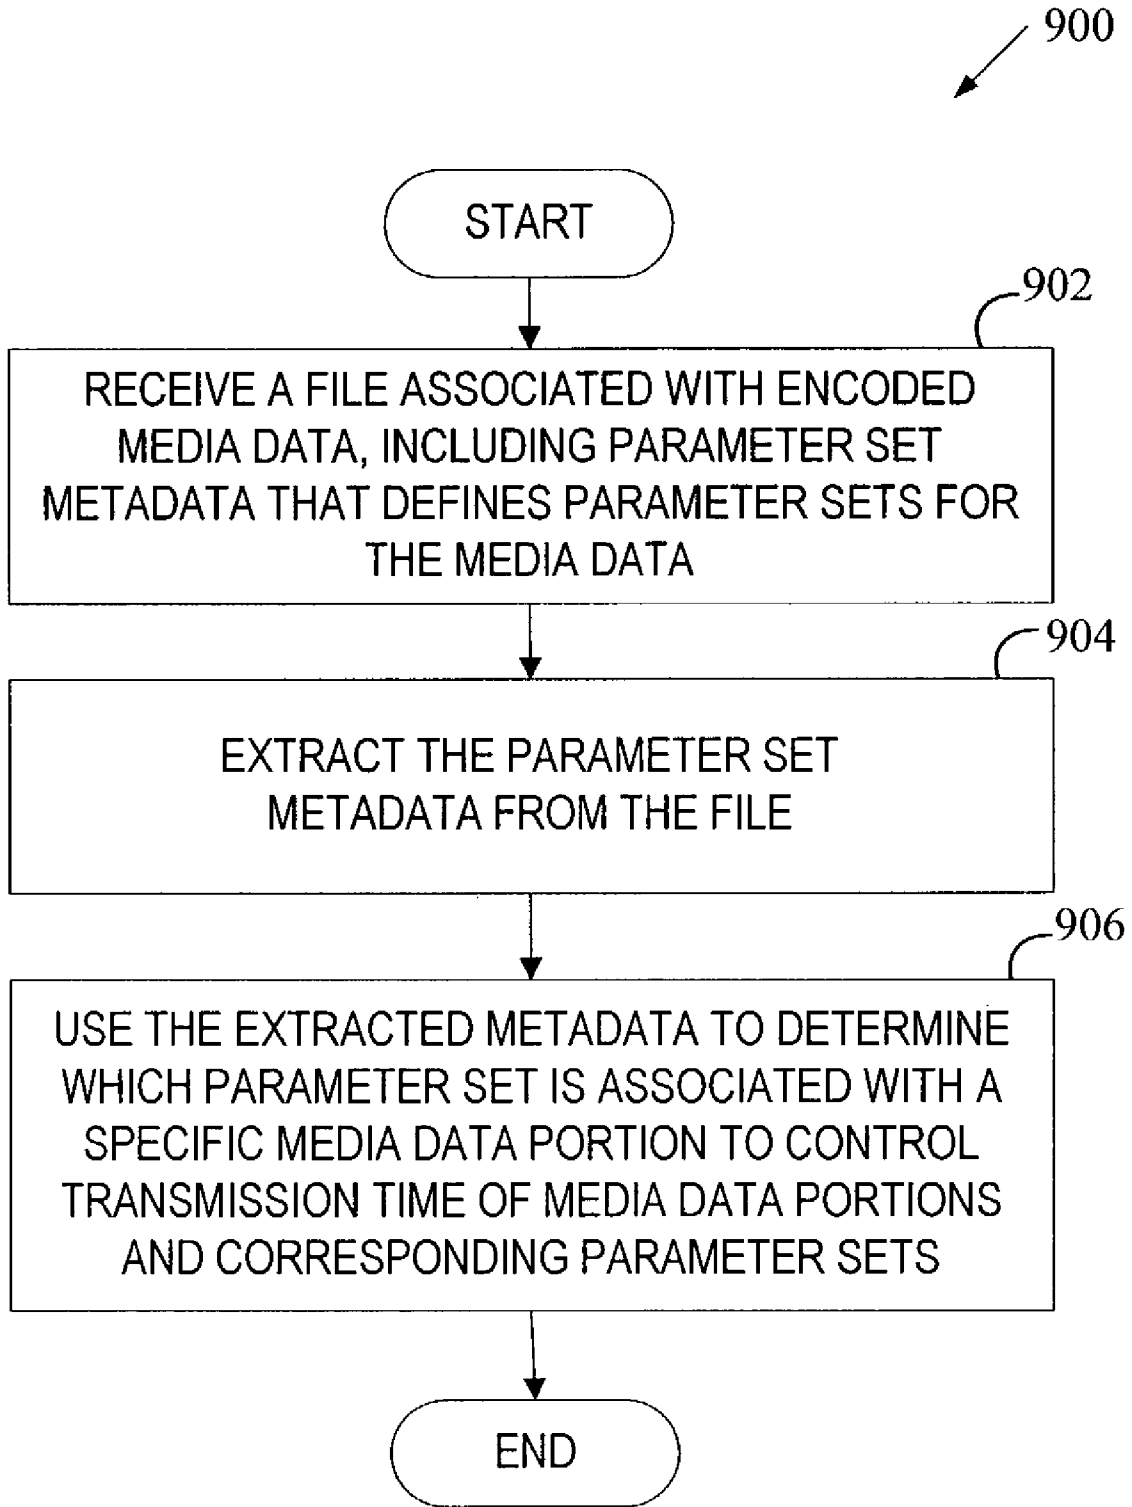 900
START
902
RECEIVE A FILE ASSOCIATED WITH ENCODED
MEDIA DATA, INCLUDING PARAMETER SET
METADATA THAT DEFINES PARAMETER SETS FOR
THE MEDIA DATA
904
EXTRACT THE PARAMETER SET
METADATA FROM THE FILE
906
USE THE EXTRACTED METADATA TO DETERMINE
WHICH PARAMETER SET IS ASSOCIATED WITH A
SPECIFIC MEDIA DATA PORTION TO CONTROL
TRANSMISSION TIME OF MEDIA DATA PORTIONS
AND CORRESPONDING PARAMETER SETS
END